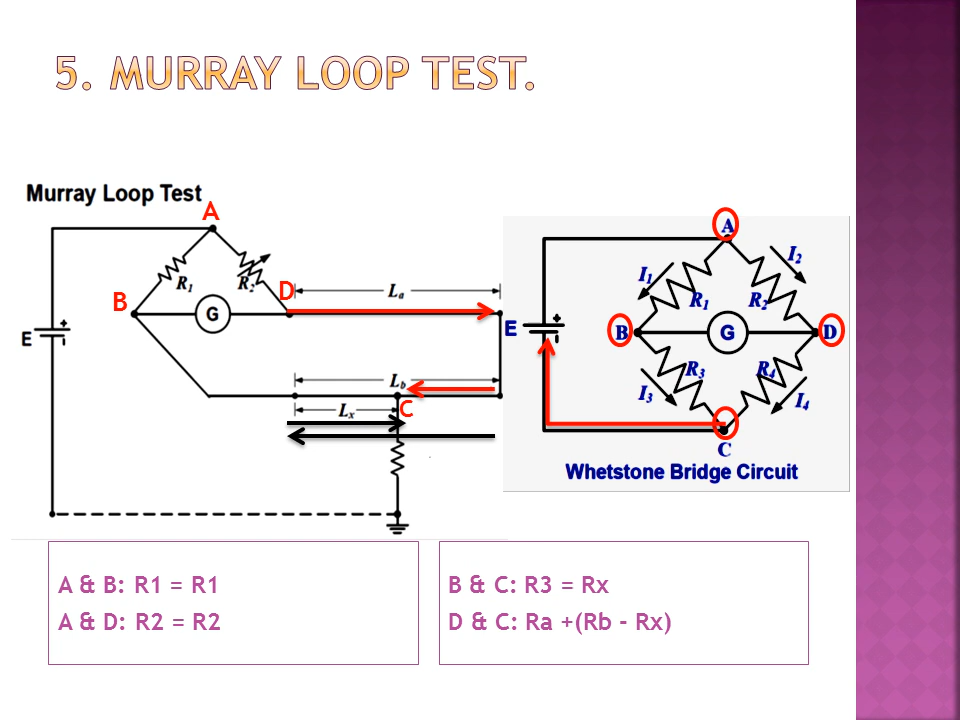 5. MURRAY LOOP TEST.
Murray Loop Test
A
R1
R2
B
G
D
La
E
+
-
Lb
Lx
C
A
I1
I2
R1
R2
E
+
-
B
G
D
R3
R4
I3
I4
C
Whetstone Bridge Circuit
A & B: R1 = R1
A & D: R2 = R2
B & C: R3 = Rx
D & C: Ra +(Rb - Rx)